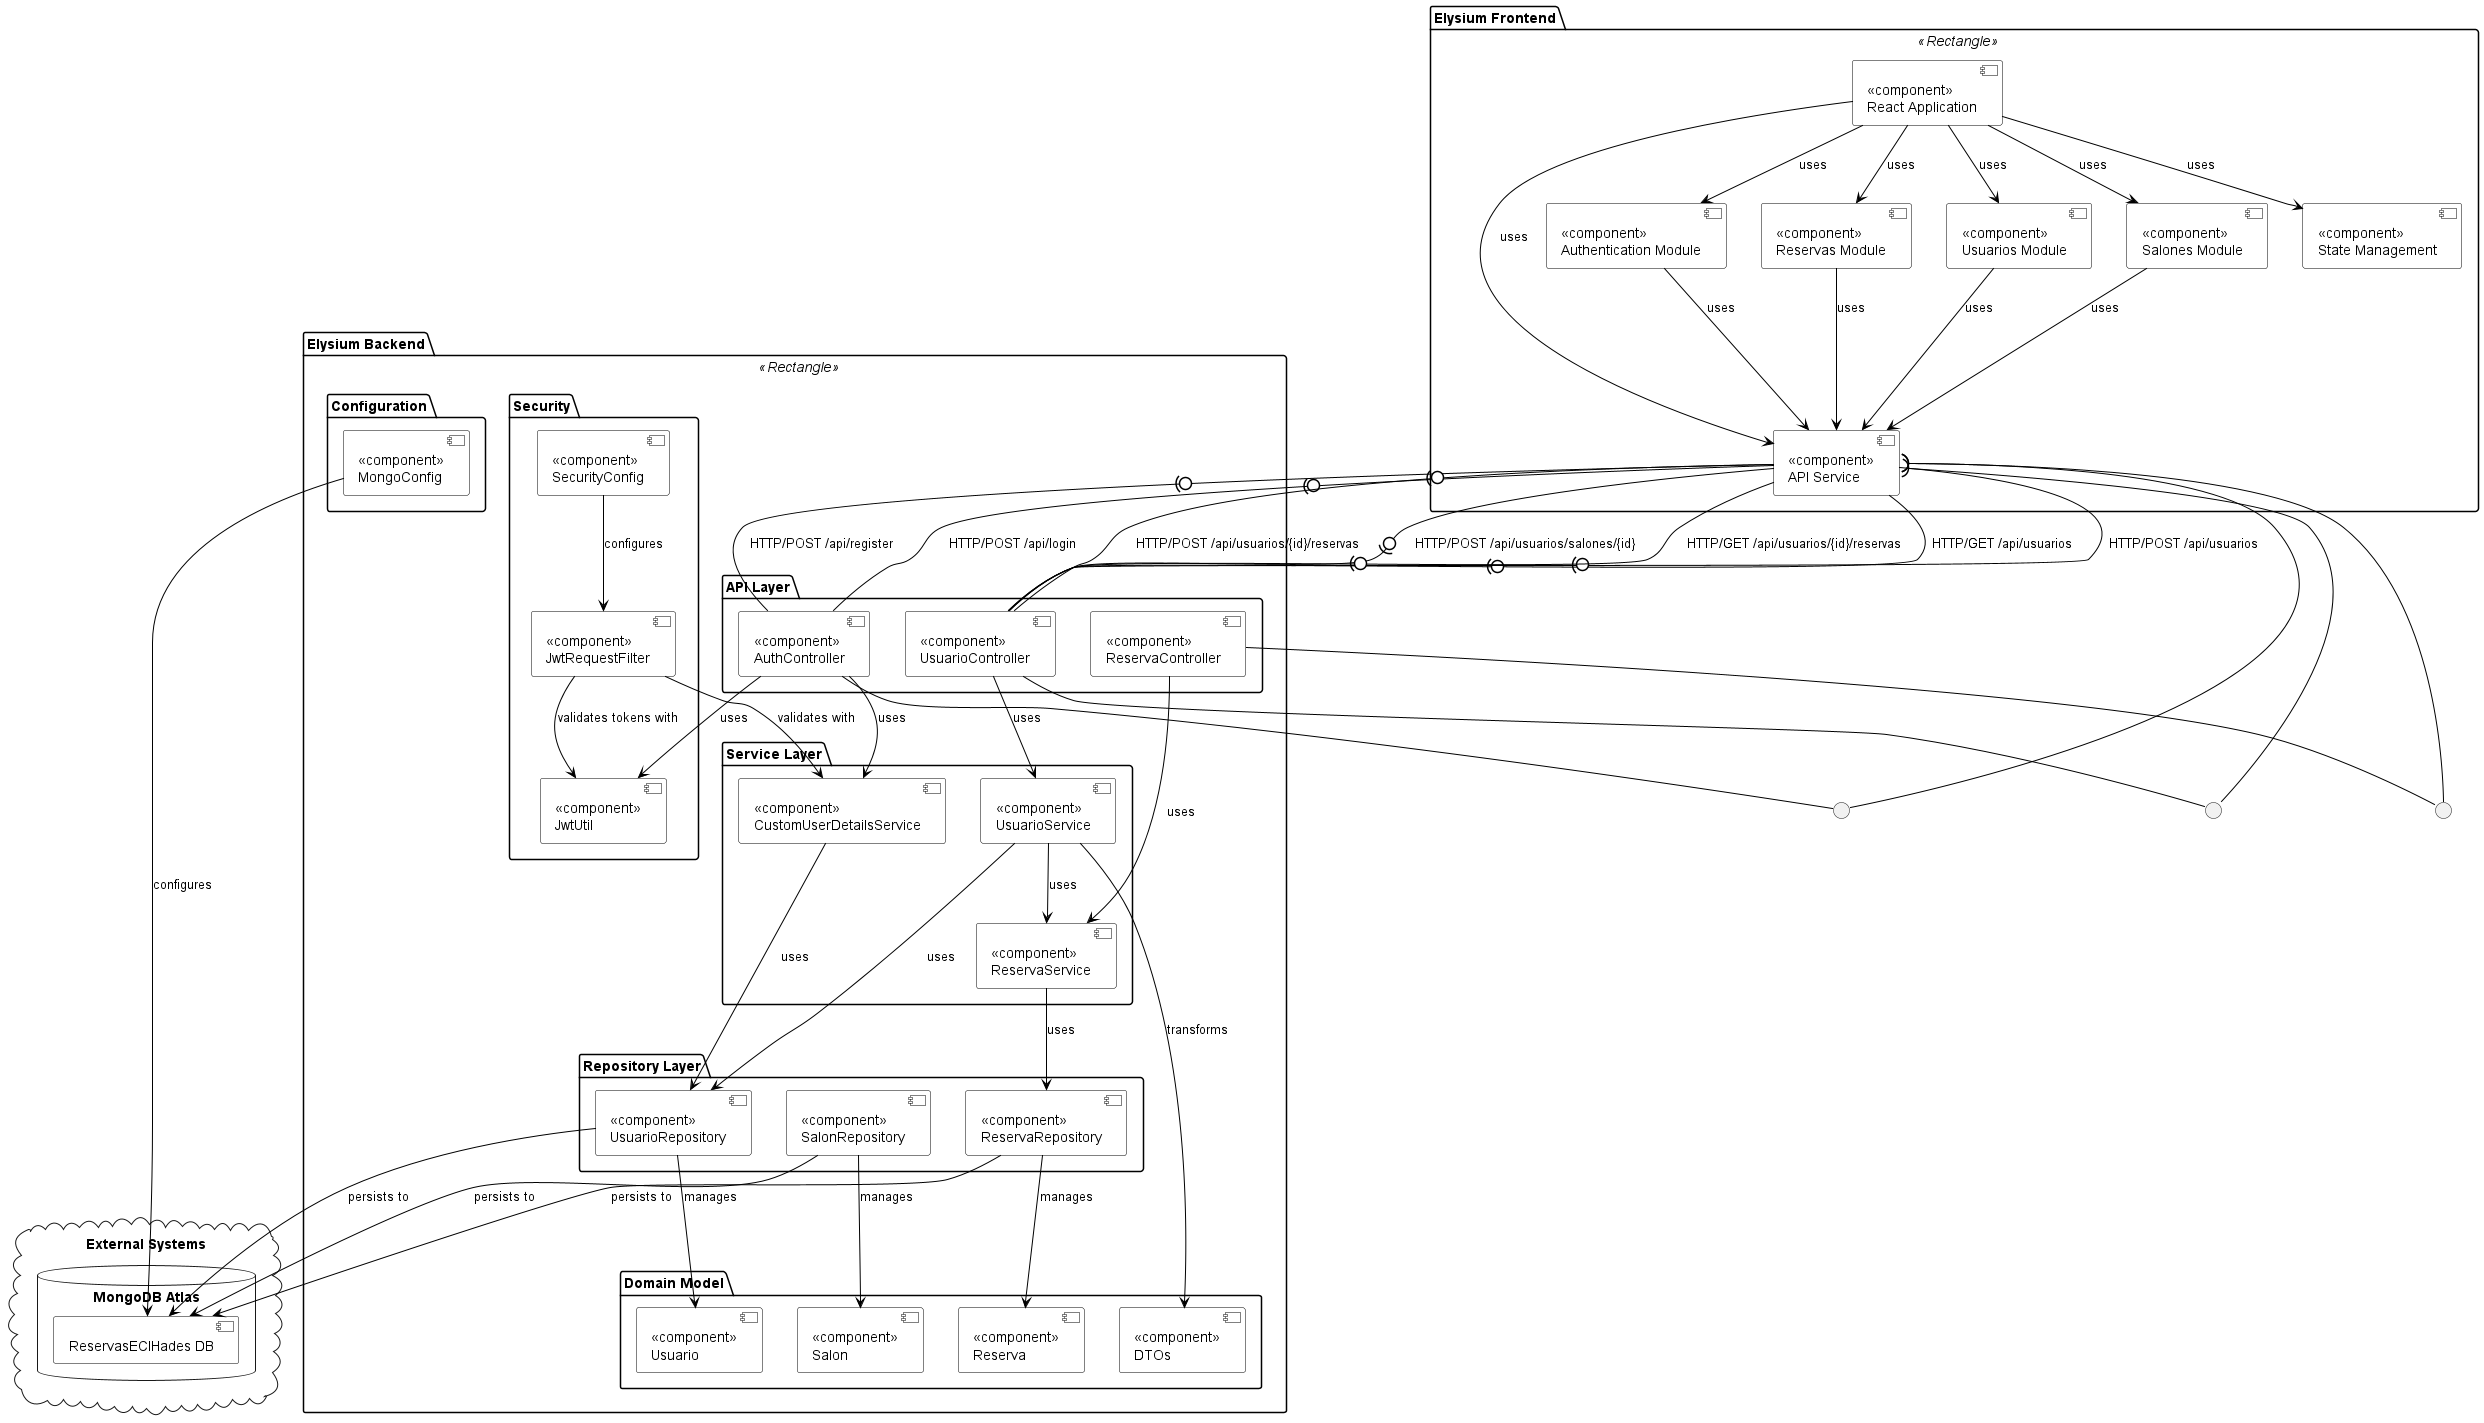 Elysium Frontend
«Rectangle»
«component»
React Application
uses
uses
uses
uses
uses
uses
«component»
Authentication Module
«component»
Reservas Module
«component»
Usuarios Module
«component»
Salones Module
«component»
State Management
uses
uses
uses
uses
«component»
API Service
Elysium Backend
«Rectangle»
Configuration
«component»
MongoConfig
Security
«component»
SecurityConfig
configures
HTTP/POST /api/register
HTTP/POST /api/login
HTTP/POST /api/usuarios/{id}/reservas
HTTP/POST /api/usuarios/salones/{id}
HTTP/GET /api/usuarios/{id}/reservas
HTTP/GET /api/usuarios
HTTP/POST /api/usuarios
«component»
JwtRequestFilter
API Layer
«component»
AuthController
«component»
UsuarioController
«component»
ReservaController
validates tokens with
uses
validates with
uses
uses
«component»
JwtUtil
Service Layer
«component»
CustomUserDetailsService
«component»
UsuarioService
uses
configures
uses
«component»
ReservaService
uses
uses
uses
transforms
Repository Layer
«component»
UsuarioRepository
«component»
SalonRepository
«component»
ReservaRepository
persists to
persists to
persists to
manages
manages
manages
External Systems
MongoDB Atlas
ReservasECIHades DB
Domain Model
«component»
Usuario
«component»
Salon
«component»
Reserva
«component»
DTOs